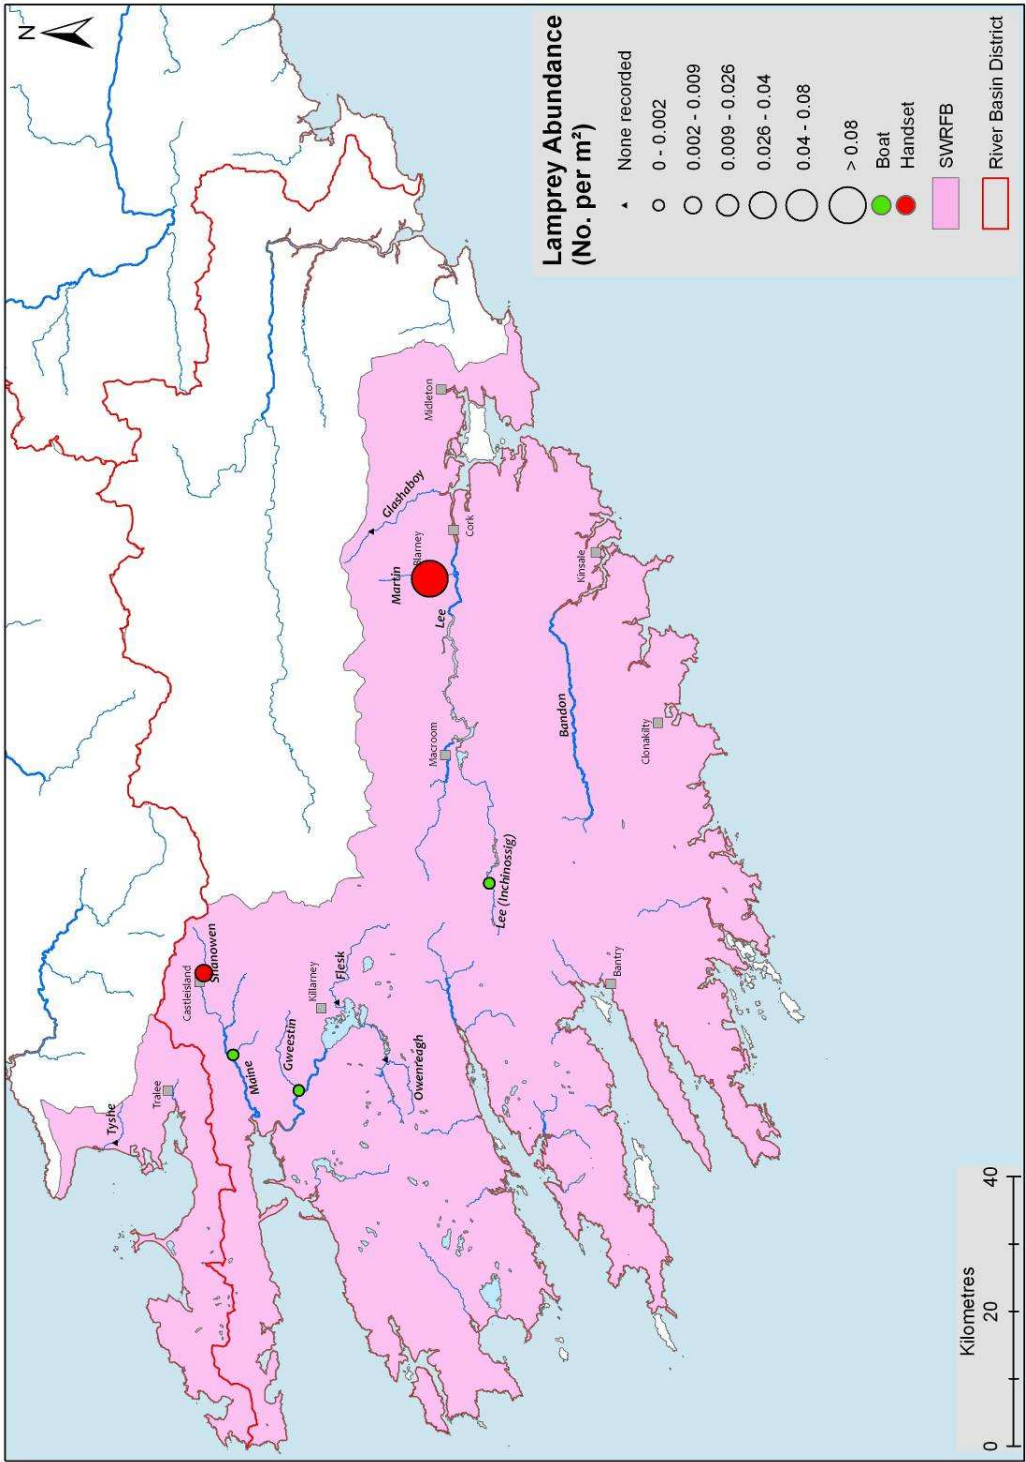 N
Tyshe
Tralee
Castleisland
Shanowen
Maine
Gweestin
Killarney
Flesk
Martin
Glashaboy
Blarney
Owenreagh
Midleton
Macroom
Lee
Cork
Lee (Inchinossig)
Bandon
Kinsale
Bantry
Clonakilty
Lamprey Abundance
(No. per m²)
None recorded
0 - 0.002
0.002 - 0.009
0.009 - 0.026
0.026 - 0.04
0.04 - 0.08
> 0.08
Boat
Handset
SWRFB
River Basin District
Kilometres
0 20 40